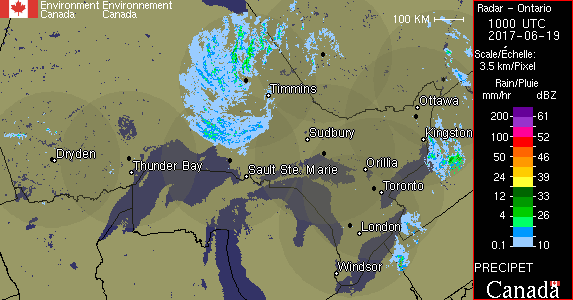 Environment Environnement
Canada Canada
100 KM
Timmins
Ottawa
Sudbury
Kingston
Dryden
Thunder Bay
Sault Ste. Marie
Orillia
Toronto
London
Windsor
Radar - Ontario
1000 UTC
2017-06-19
Scale/Échelle:
3.5 km/Pixel
Rain/Pluie
mm/hr dBZ
200 61
100 56
50 52
50 46
24 39
12 33
4 26
0.1 10
PRECIPET
Canada